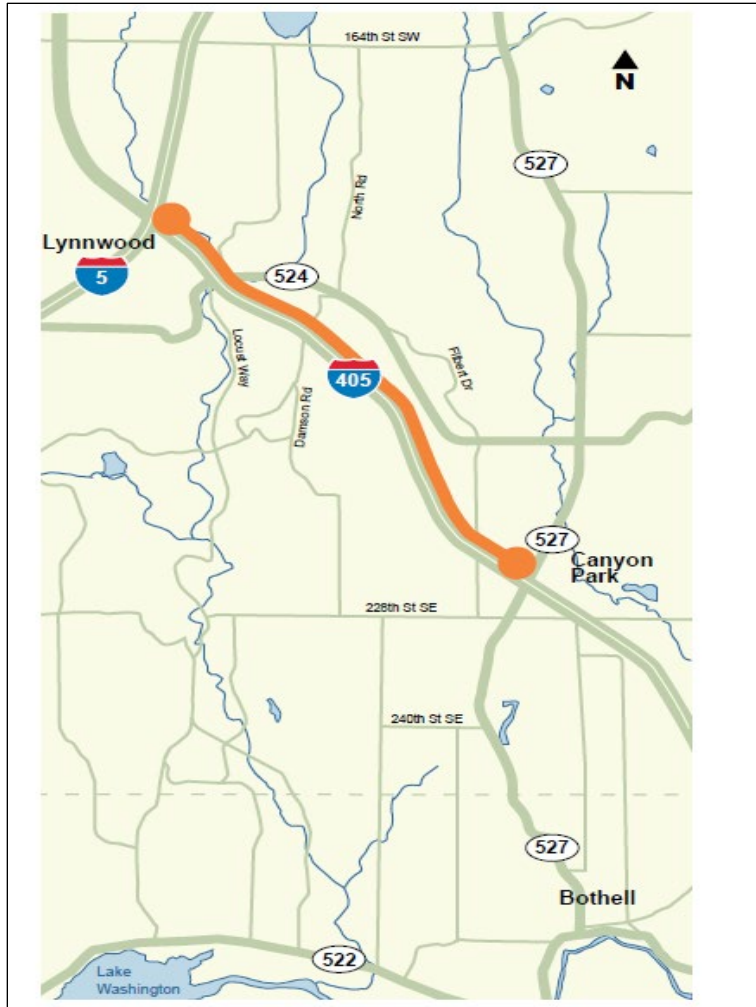 164th St SW
N
527
North Rd
Lynnwood
5
524
Locust Way
Damson Rd
405
Filbert Dr
527
Canyon
Park
228th St SE
240th St SE
527
Bothell
522
Lake
Washington